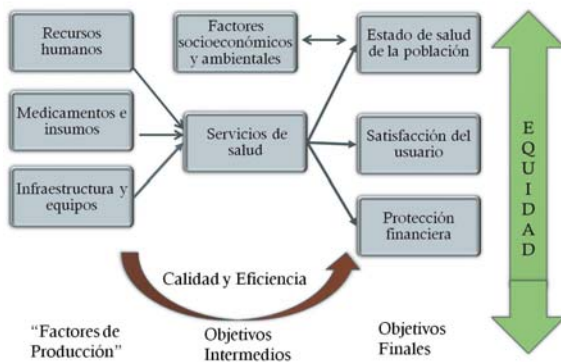 Recursos
humanos
Factores
socioeconómicos
y ambientales
Estado de salud
de la población
Medicamentos e
insumos
Servicios de
salud
Satisfacción del
usuario
Infraestructura y
equipos
Protección
financiera
EQUIDAD
Calidad y Eficiencia
"Factores de
Producción"
Objetivos
Intermedios
Objetivos
Finales